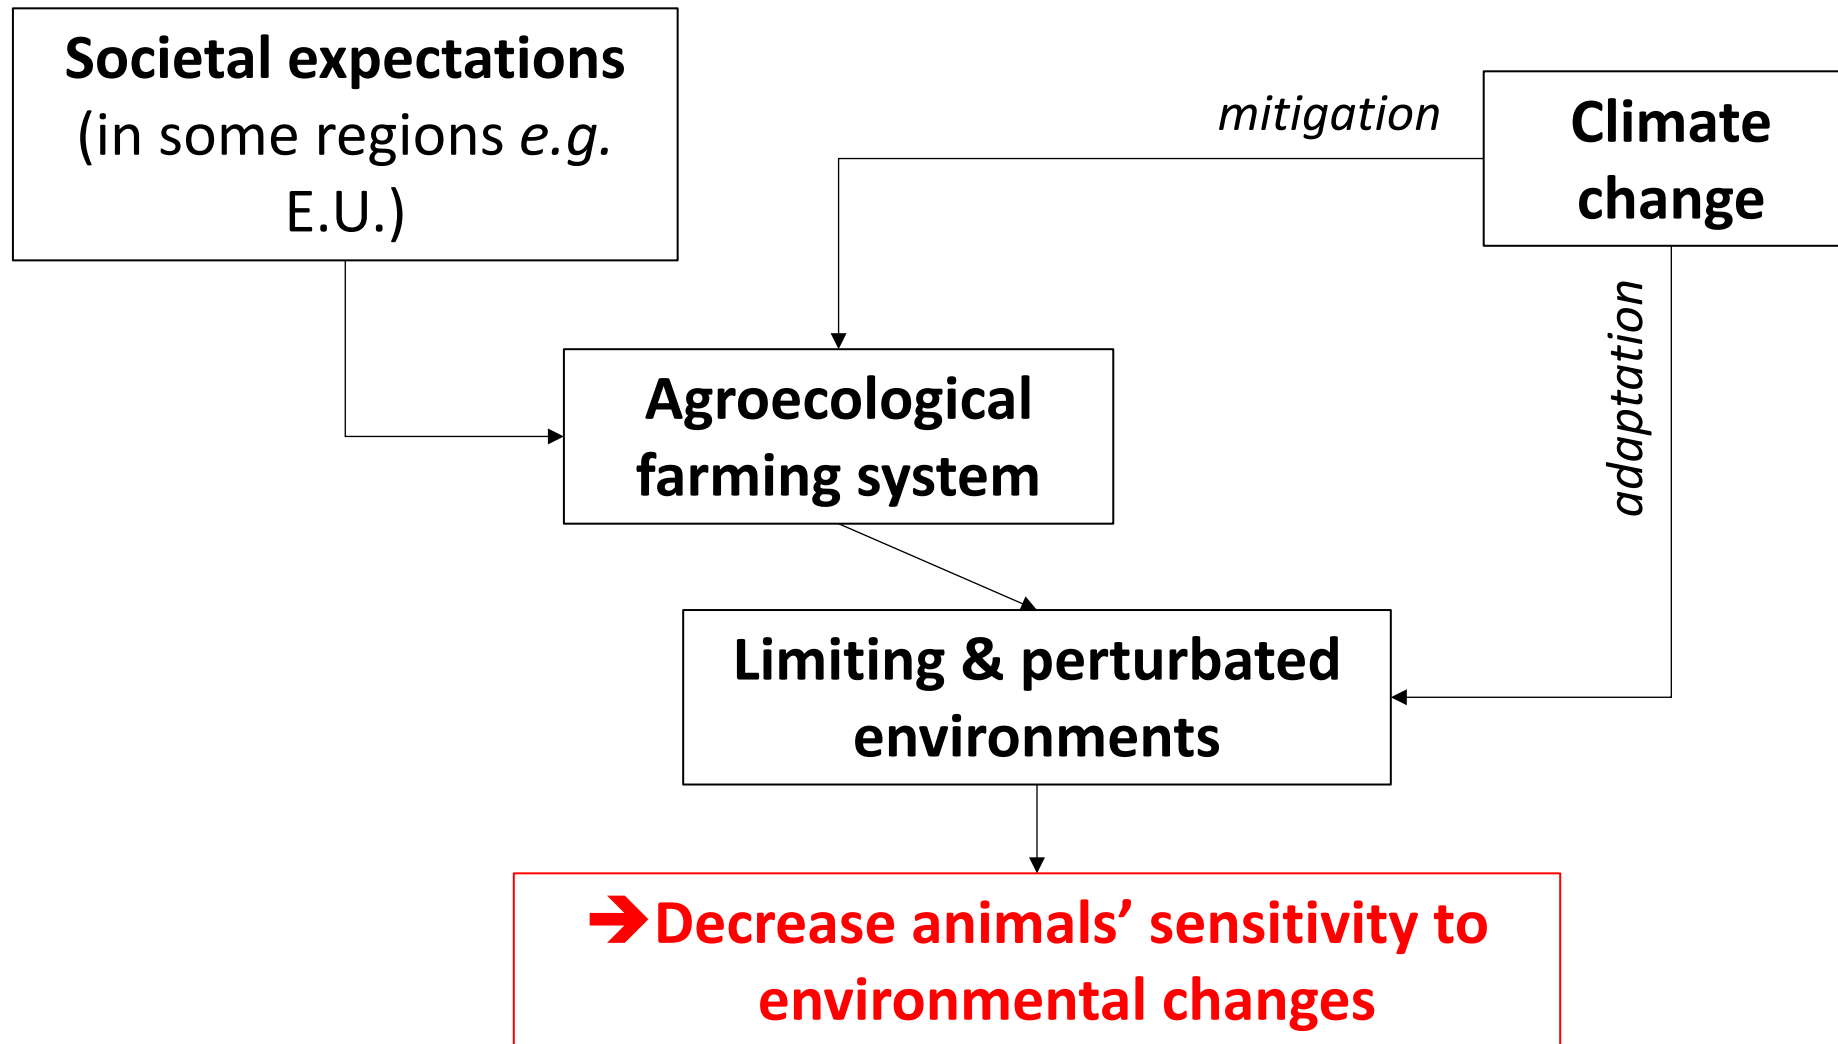 Societal expectations
(in some regions e.g.
E.U.)
mitigation
Climate
change
adaptation
Agroecological
farming system
Limiting & perturbated
environments
➔Decrease animals’ sensitivity to
environmental changes